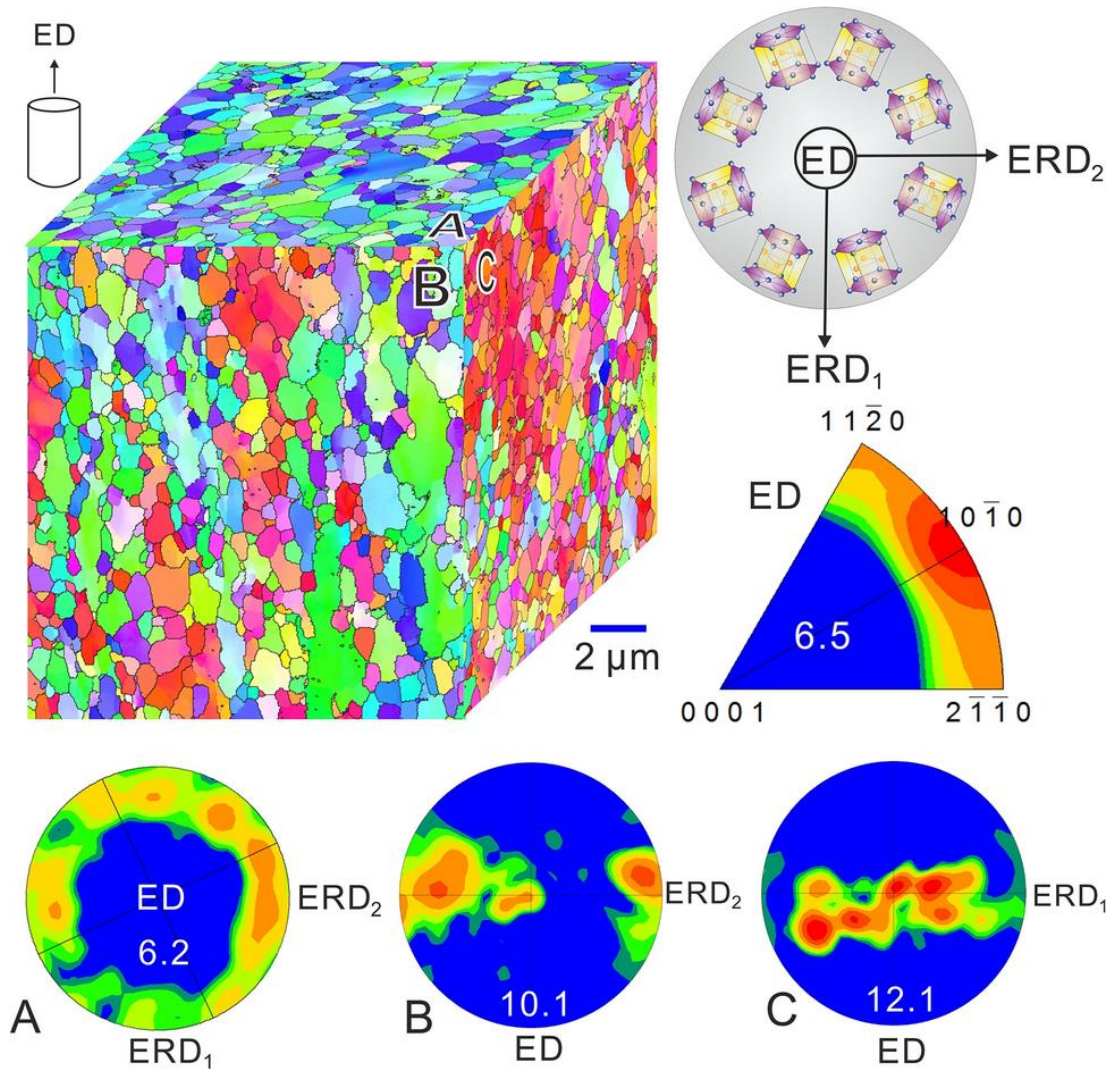 ED
A
B
C
2 μm
ED
ERD₂
ERD₁
1 1 2̅ 0
ED
1 0 1̅ 0
6.5
0 0 0 1
2 1̅ 1̅ 0
ED
6.2
ERD₂
ERD₁
A
10.1
ERD₂
ED
B
12.1
ERD₁
ED
C